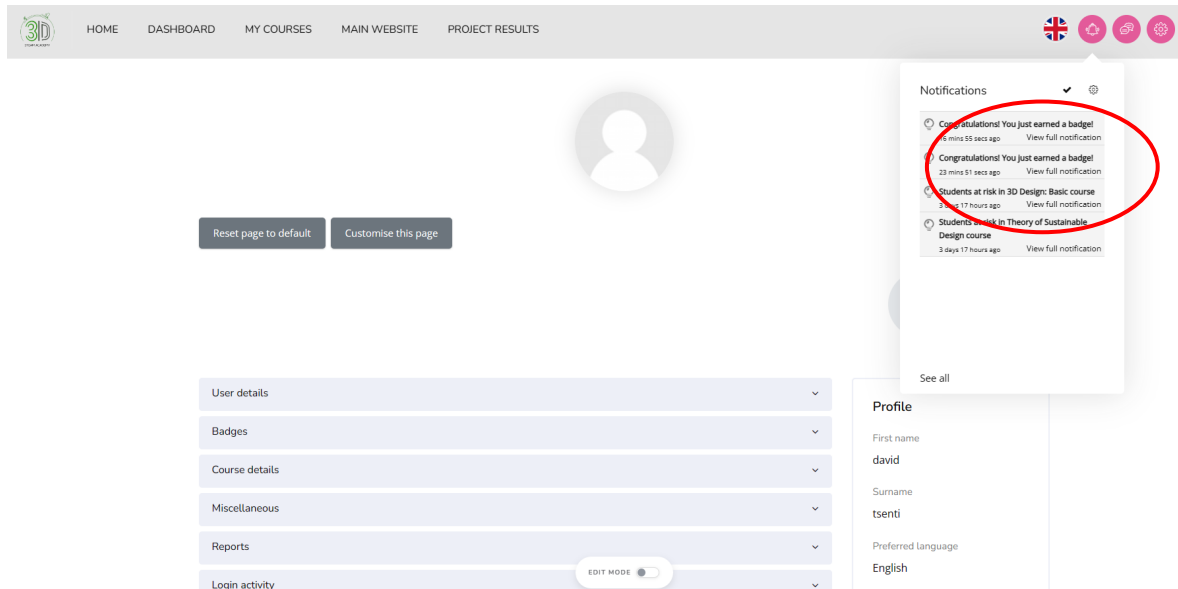 3D
HOME DASHBOARD MY COURSES MAIN WEBSITE PROJECT RESULTS
Notifications
Congratulations! You just earned a badge!
16 mins 55 secs ago View full notification
Congratulations! You just earned a badge!
23 mins 51 secs ago View full notification
Students at risk in 3D Design: Basic course
3 days 17 hours ago View full notification
Students at risk in Theory of Sustainable
Design course
3 days 17 hours ago View full notification
See all
Reset page to default Customise this page
User details
Badges
Course details
Miscellaneous
Reports
Login activity
EDIT MODE
Profile
First name
david
Surname
tsenti
Preferred language
English